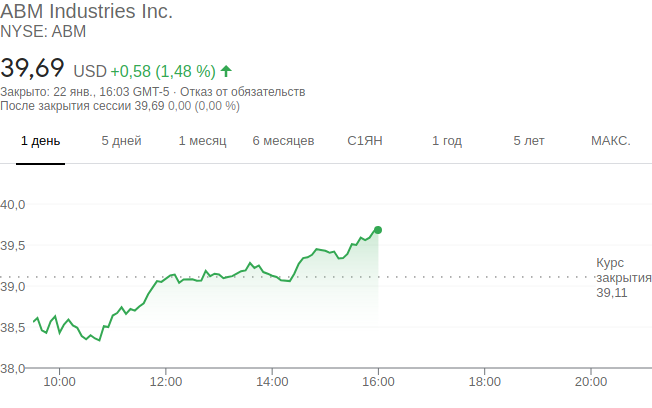 ABM Industries Inc.
NYSE: ABM
39,69 USD +0,58 (1,48 %)
Закрыто: 22 янв., 16:03 GMT-5 · Отказ от обязательств
После закрытия сессии 39,69 0,00 (0,00 %)
1 день 5 дней 1 месяц 6 месяцев С1ЯН 1 год 5 лет МАКС.
40,0
39,5
Курс
закрытия
39,11
39,0
38,5
38,0
10:00 12:00 14:00 16:00 18:00 20:00